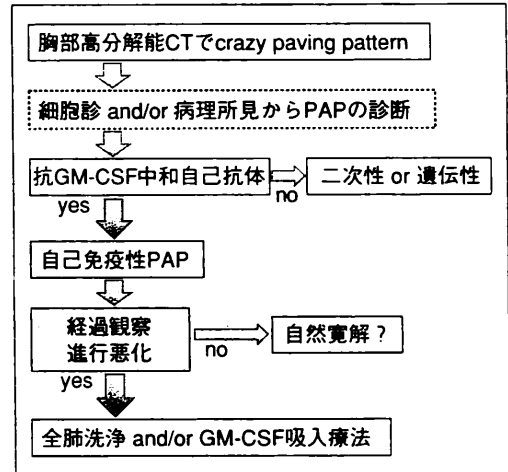 胸部高分解能CTでcrazy paving pattern
細胞診 and/or 病理所見からPAPの診断
抗GM-CSF中和自己抗体
no
二次性 or 遺伝性
yes
自己免疫性PAP
経過観察
進行悪化
no
自然寛解？
yes
全肺洗浄 and/or GM-CSF吸入療法